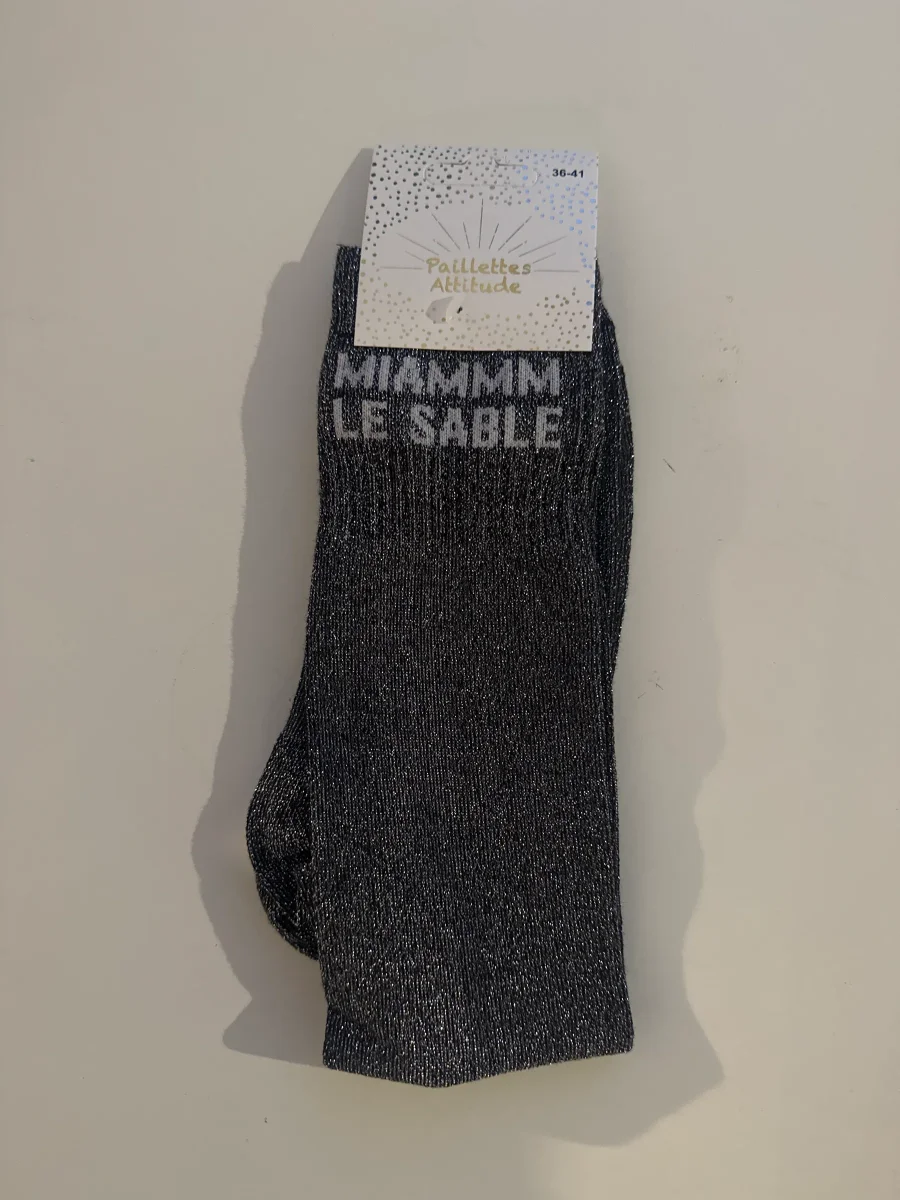 36-41
Paillettes
Attitude
MIAMMM
LE SABLE